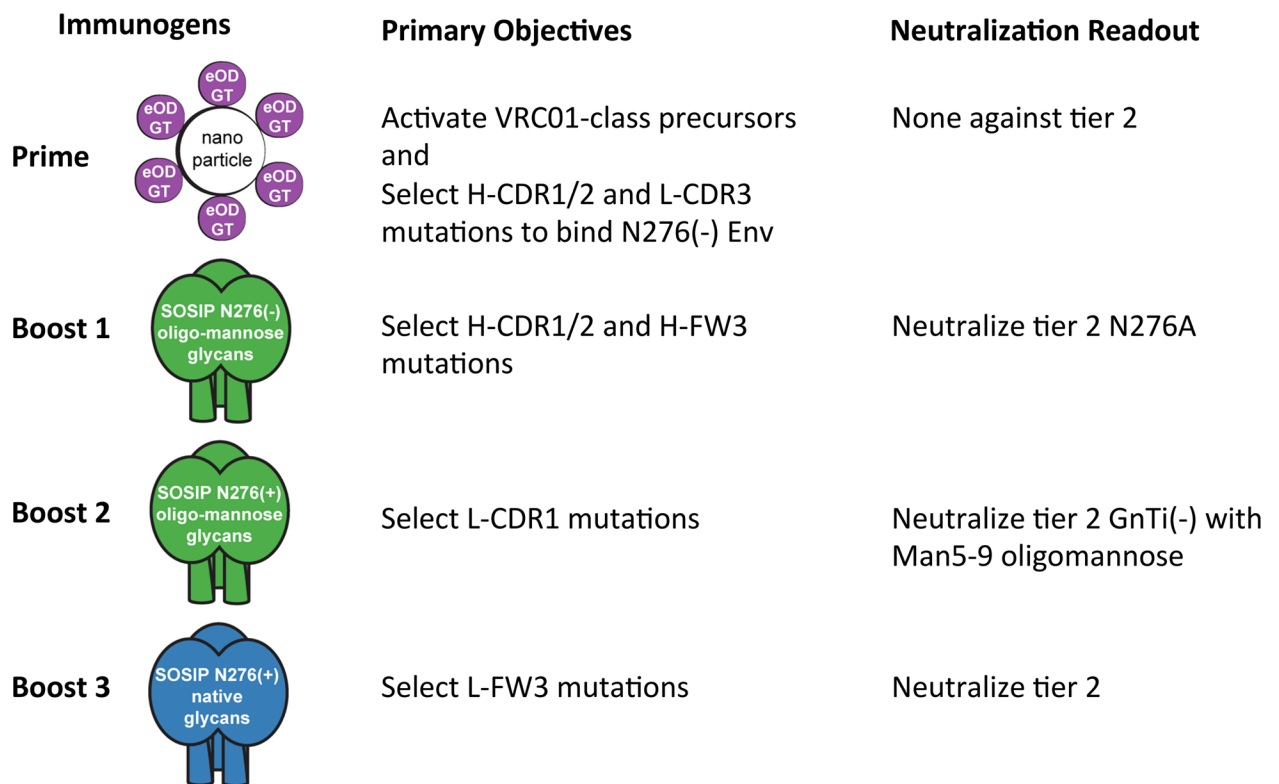 Immunogens
Primary Objectives
Neutralization Readout
Prime
eOD
GT
eOD
GT
eOD
GT
nano
particle
eOD
GT
eOD
GT
eOD
GT
Activate VRC01-class precursors
and
Select H-CDR1/2 and L-CDR3
mutations to bind N276(-) Env
None against tier 2
Boost 1
SOSIP N276(-)
oligo-mannose
glycans
Select H-CDR1/2 and H-FW3
mutations
Neutralize tier 2 N276A
Boost 2
SOSIP N276(+)
oligo-mannose
glycans
Select L-CDR1 mutations
Neutralize tier 2 GnTi(-) with
Man5-9 oligomannose
Boost 3
SOSIP N276(+)
native
glycans
Select L-FW3 mutations
Neutralize tier 2